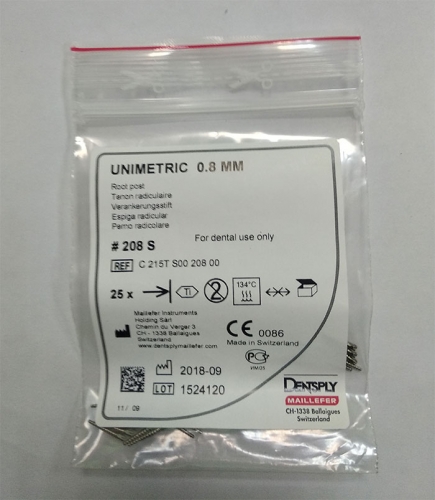 UNIMETRIC 0.8 MM
Root post
Tenon radiculaire
Verankerungsstift
Espiga radicular
Perno radicolare
# 208 S
For dental use only
REF C 215T S00 208 00
25 x
Ti
2
134°C
Maillefer Instruments
Holding Sàrl
Chemin du Verger 3
CH - 1338 Ballaigues
Switzerland
www.dentsplymaillefer.com
CE 0086
Made in Switzerland
2018-09
LOT 1524120
11 / 09
DENTSPLY
MAILLEFER
CH-1338 Ballaigues
Switzerland